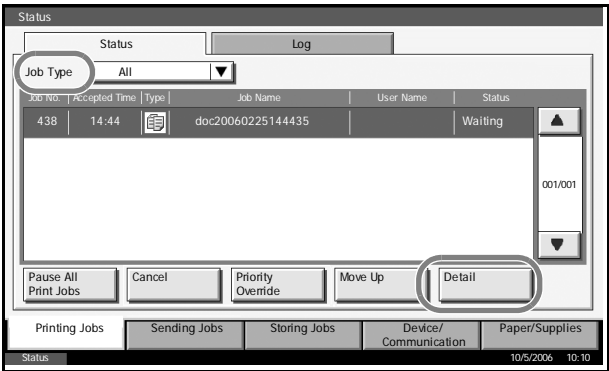 Status
Status Log
Job Type All
Job No. Accepted Time Type Job Name User Name Status
438 14:44 doc20060225144435 Waiting
001/001
Pause All
Print Jobs
Cancel
Priority
Override
Move Up
Detail
Printing Jobs
Sending Jobs
Storing Jobs
Device/
Communication
Paper/Supplies
Status 10/5/2006 10:10